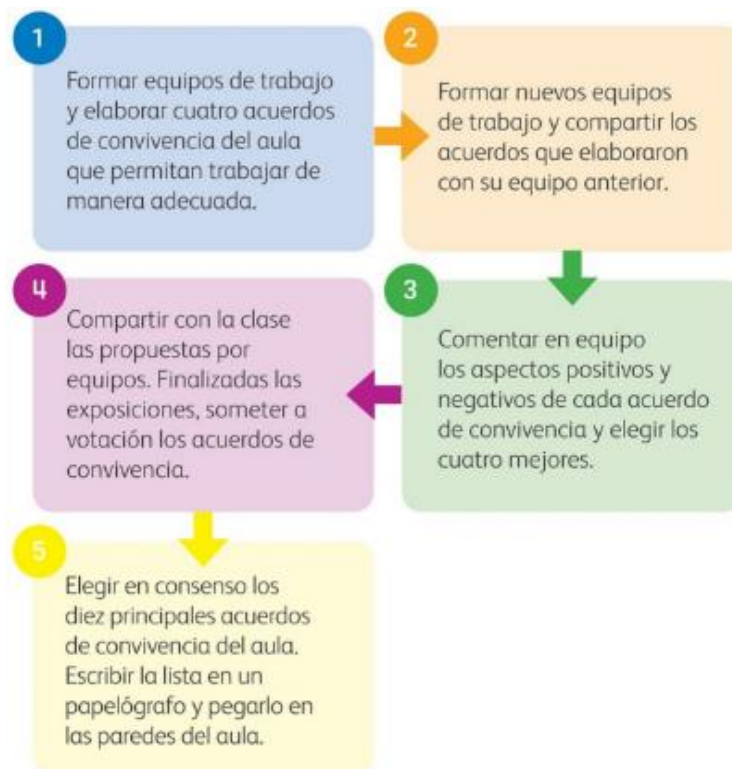 1
Formar equipos de trabajo
y elaborar cuatro acuerdos
de convivencia del aula
que permitan trabajar de
manera adecuada.
2
Formar nuevos equipos
de trabajo y compartir los
acuerdos que elaboraron
con su equipo anterior.
3
Comentar en equipo
los aspectos positivos y
negativos de cada acuerdo
de convivencia y elegir los
cuatro mejores.
4
Compartir con la clase
las propuestas por
equipos. Finalizadas las
exposiciones, someter a
votación los acuerdos de
convivencia.
5
Elegir en consenso los
diez principales acuerdos
de convivencia del aula.
Escribir la lista en un
papelógrafo y pegarlo en
las paredes del aula.